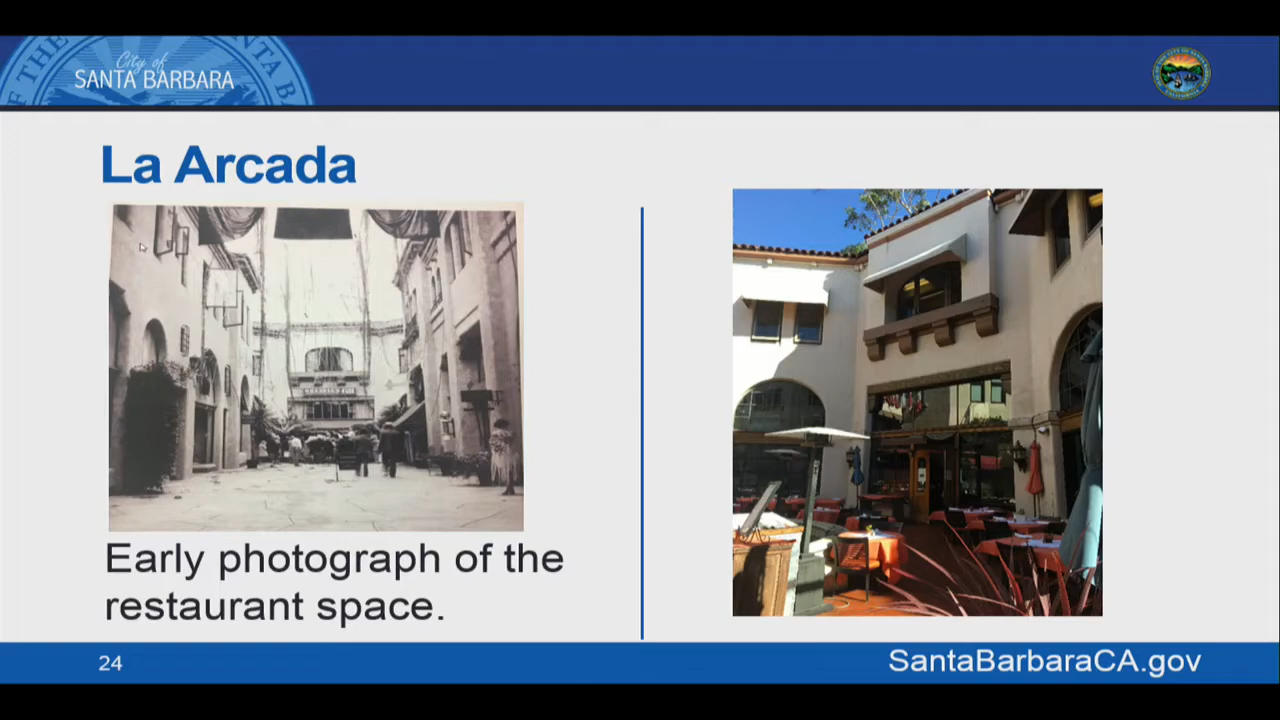 City of
SANTA BARBARA
La Arcada
Early photograph of the
restaurant space.
24
SantaBarbaraCA.gov